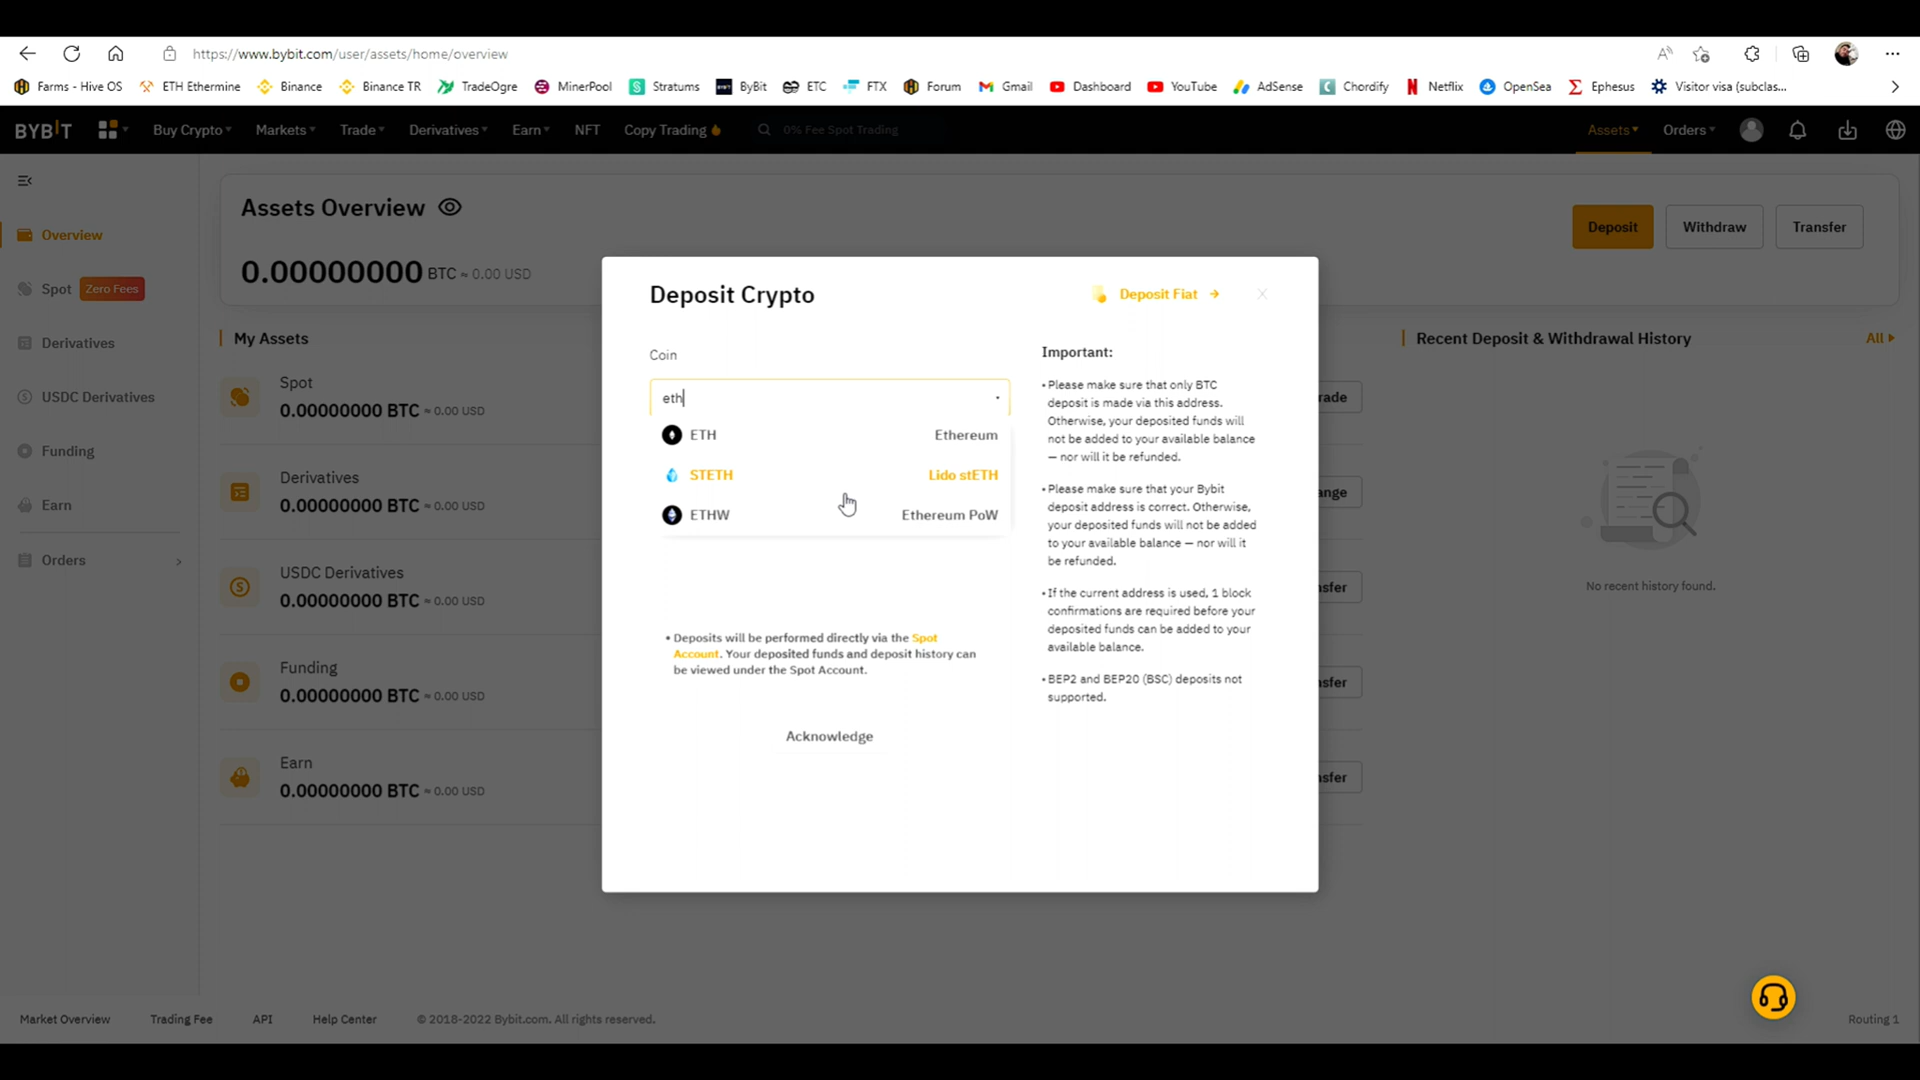 https://www.bybit.com/user/assets/home/overview
Farms - Hive OS ETH Ethermine Binance Binance TR TradeOgre MinerPool Stratums ByBit ETC FTX Forum Gmail Dashboard YouTube AdSense Chordify Netflix OpenSea Ephesus Visitor visa (subclas...
BYBIT Buy Crypto Markets Trade Derivatives Earn NFT Copy Trading 0% Fee Spot Trading Assets Orders
Overview
Spot Zero Fees
Derivatives
USDC Derivatives
Funding
Earn
Orders
Assets Overview
0.00000000 BTC ≈ 0.00 USD
Deposit Withdraw Transfer
My Assets
Spot
0.00000000 BTC ≈ 0.00 USD
rade
Derivatives
0.00000000 BTC ≈ 0.00 USD
ange
USDC Derivatives
0.00000000 BTC ≈ 0.00 USD
nsfer
Funding
0.00000000 BTC ≈ 0.00 USD
nsfer
Earn
0.00000000 BTC ≈ 0.00 USD
nsfer
Deposit Crypto
Deposit Fiat
Coin
eth
ETH Ethereum
STETH Lido stETH
ETHW Ethereum PoW
• Deposits will be performed directly via the Spot
Account. Your deposited funds and deposit history can
be viewed under the Spot Account.
Acknowledge
Important:
• Please make sure that only BTC
deposit is made via this address.
Otherwise, your deposited funds will
not be added to your available balance
— nor will it be refunded.
• Please make sure that your Bybit
deposit address is correct. Otherwise,
your deposited funds will not be added
to your available balance — nor will it
be refunded.
• If the current address is used, 1 block
confirmations are required before your
deposited funds can be added to your
available balance.
• BEP2 and BEP20 (BSC) deposits not
supported.
Recent Deposit & Withdrawal History All
No recent history found.
Market Overview Trading Fee API Help Center © 2018-2022 Bybit.com. All rights reserved. Routing 1